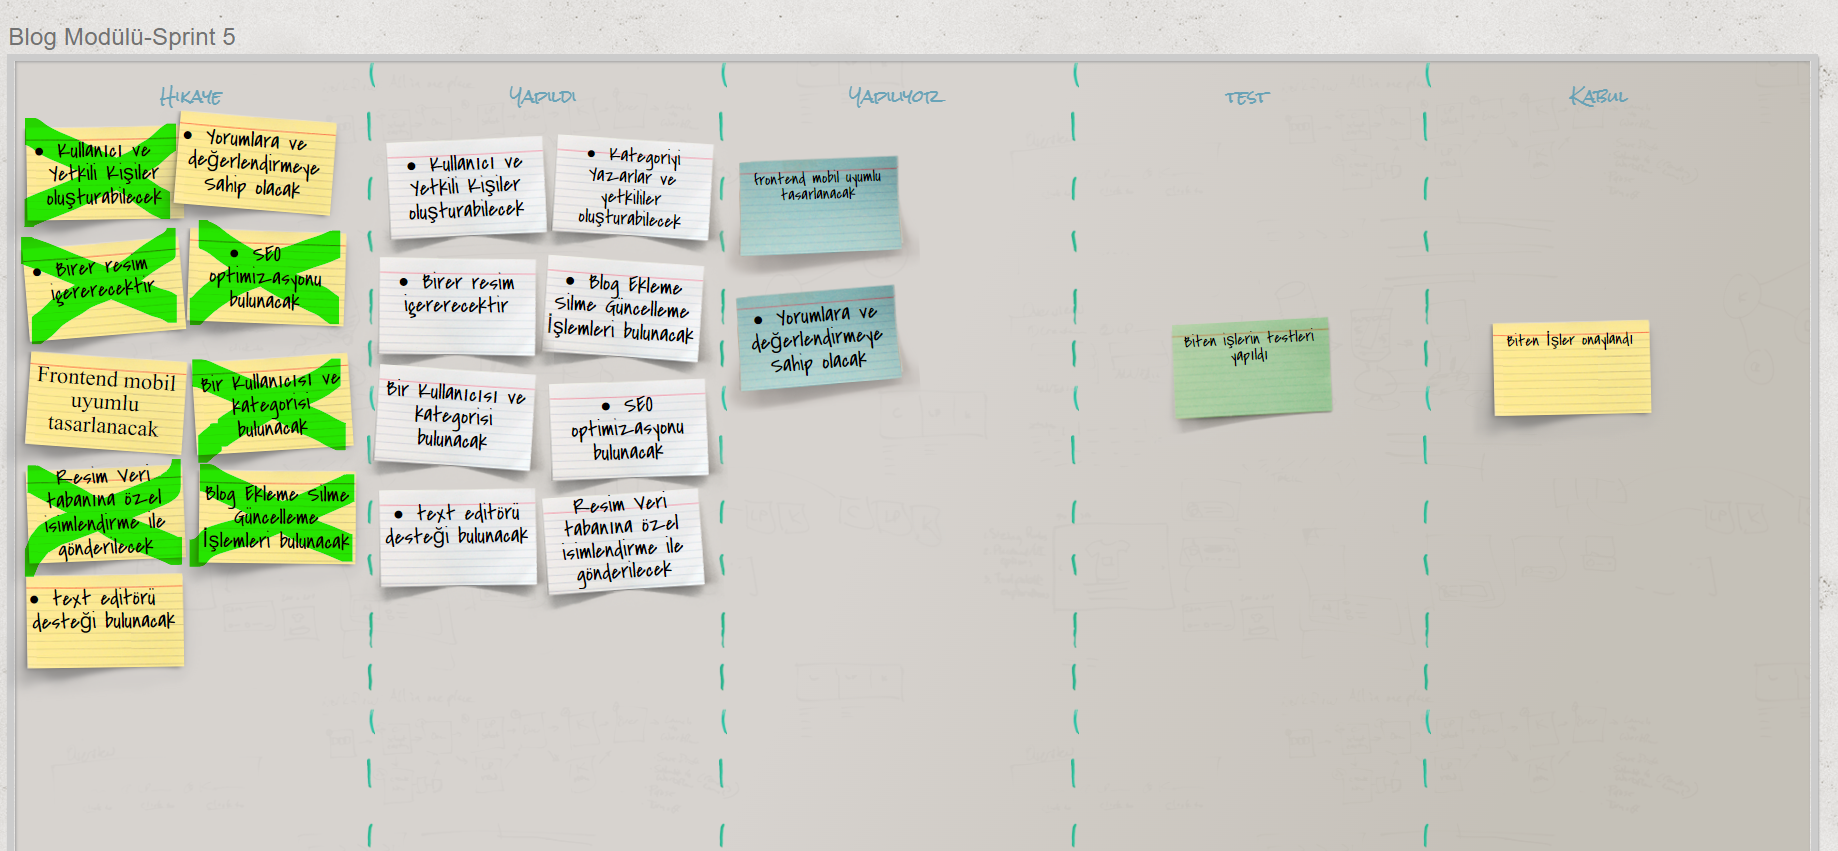 Blog Modülü-Sprint 5
Hikaye
• Kullanıcı ve
Yetkili Kişiler
oluşturabilecek
• Yorumlara ve
değerlendirmeye
Sahip olacak
• Birer resim
içererecektir
• SEO
optimizasyonu
bulunacak
Frontend mobil
uyumlu
tasarlanacak
Bir Kullanıcısı ve
kategorisi
bulunacak
Resim Veri
tabanına özel
isimlendirme ile
gönderilecek
Blog Ekleme Silme
Güncelleme
İşlemleri bulunacak
• text editörü
desteği bulunacak
Yapıldı
• Kullanıcı ve
Yetkili Kişiler
oluşturabilecek
• Kategoriyi
Yazarlar ve
yetkililer
oluşturabilecek
• Birer resim
içererecektir
• Blog Ekleme
Silme Güncelleme
İşlemleri bulunacak
Bir Kullanıcısı ve
kategorisi
bulunacak
• SEO
optimizasyonu
bulunacak
• text editörü
desteği bulunacak
Resim Veri
tabanına özel
isimlendirme ile
gönderilecek
Yapılıyor
frontend mobil uyumlu
tasarlanacak
• Yorumlara ve
değerlendirmeye
Sahip olacak
test
Biten işlerin testleri
yapıldı
Kabul
Biten İşler onaylandı